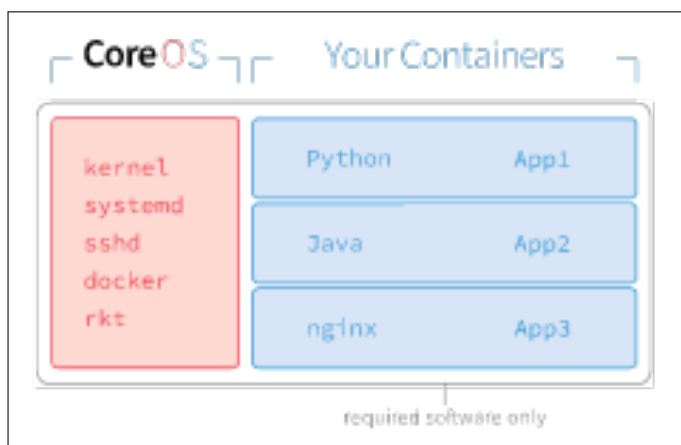 CoreOS Your Containers
kernel
systemd
sshd
docker
rkt
Python App1
Java App2
nginx App3
required software only